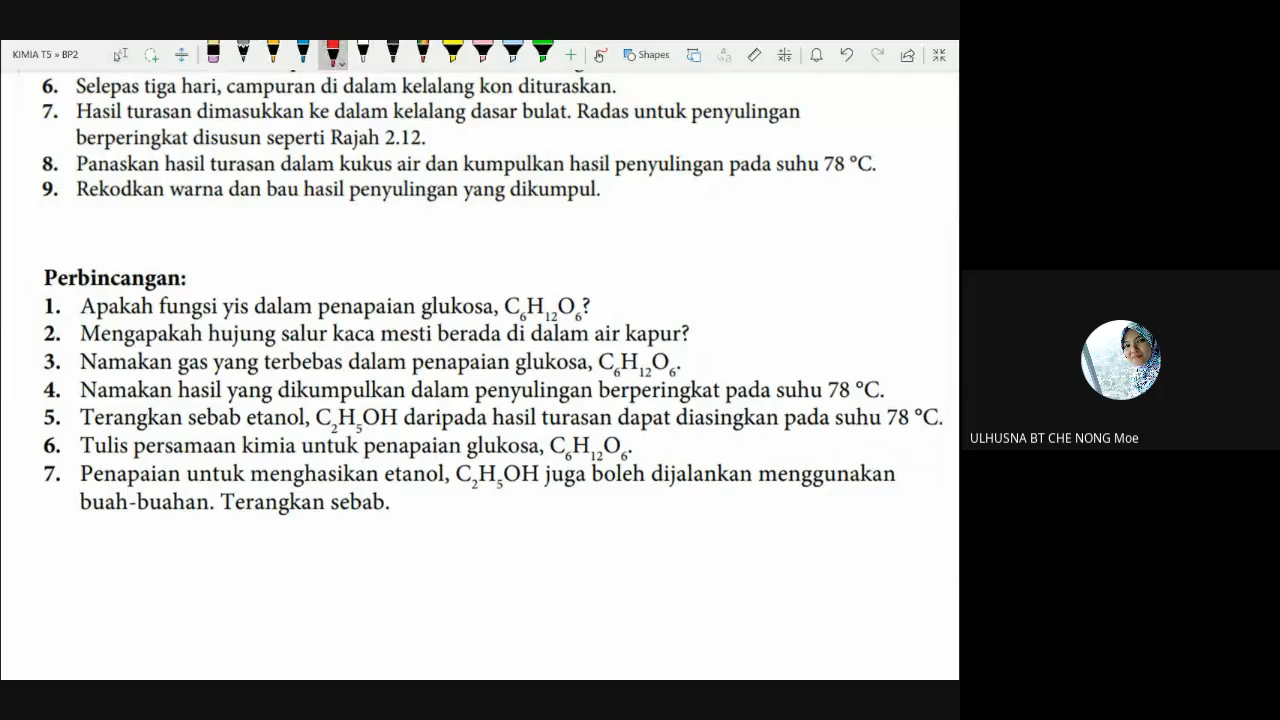 KIMIA T5 » BP2
Shapes
6. Selepas tiga hari, campuran di dalam kelalang kon dituraskan.
7. Hasil turasan dimasukkan ke dalam kelalang dasar bulat. Radas untuk penyulingan
berperingkat disusun seperti Rajah 2.12.
8. Panaskan hasil turasan dalam kukus air dan kumpulkan hasil penyulingan pada suhu 78 °C.
9. Rekodkan warna dan bau hasil penyulingan yang dikumpul.
Perbincangan:
1. Apakah fungsi yis dalam penapaian glukosa, C₆H₁₂O₆?
2. Mengapakah hujung salur kaca mesti berada di dalam air kapur?
3. Namakan gas yang terbebas dalam penapaian glukosa, C₆H₁₂O₆.
4. Namakan hasil yang dikumpulkan dalam penyulingan berperingkat pada suhu 78 °C.
5. Terangkan sebab etanol, C₂H₅OH daripada hasil turasan dapat diasingkan pada suhu 78 °C.
6. Tulis persamaan kimia untuk penapaian glukosa, C₆H₁₂O₆.
7. Penapaian untuk menghasikan etanol, C₂H₅OH juga boleh dijalankan menggunakan
buah-buahan. Terangkan sebab.
ULHUSNA BT CHE NONG Moe